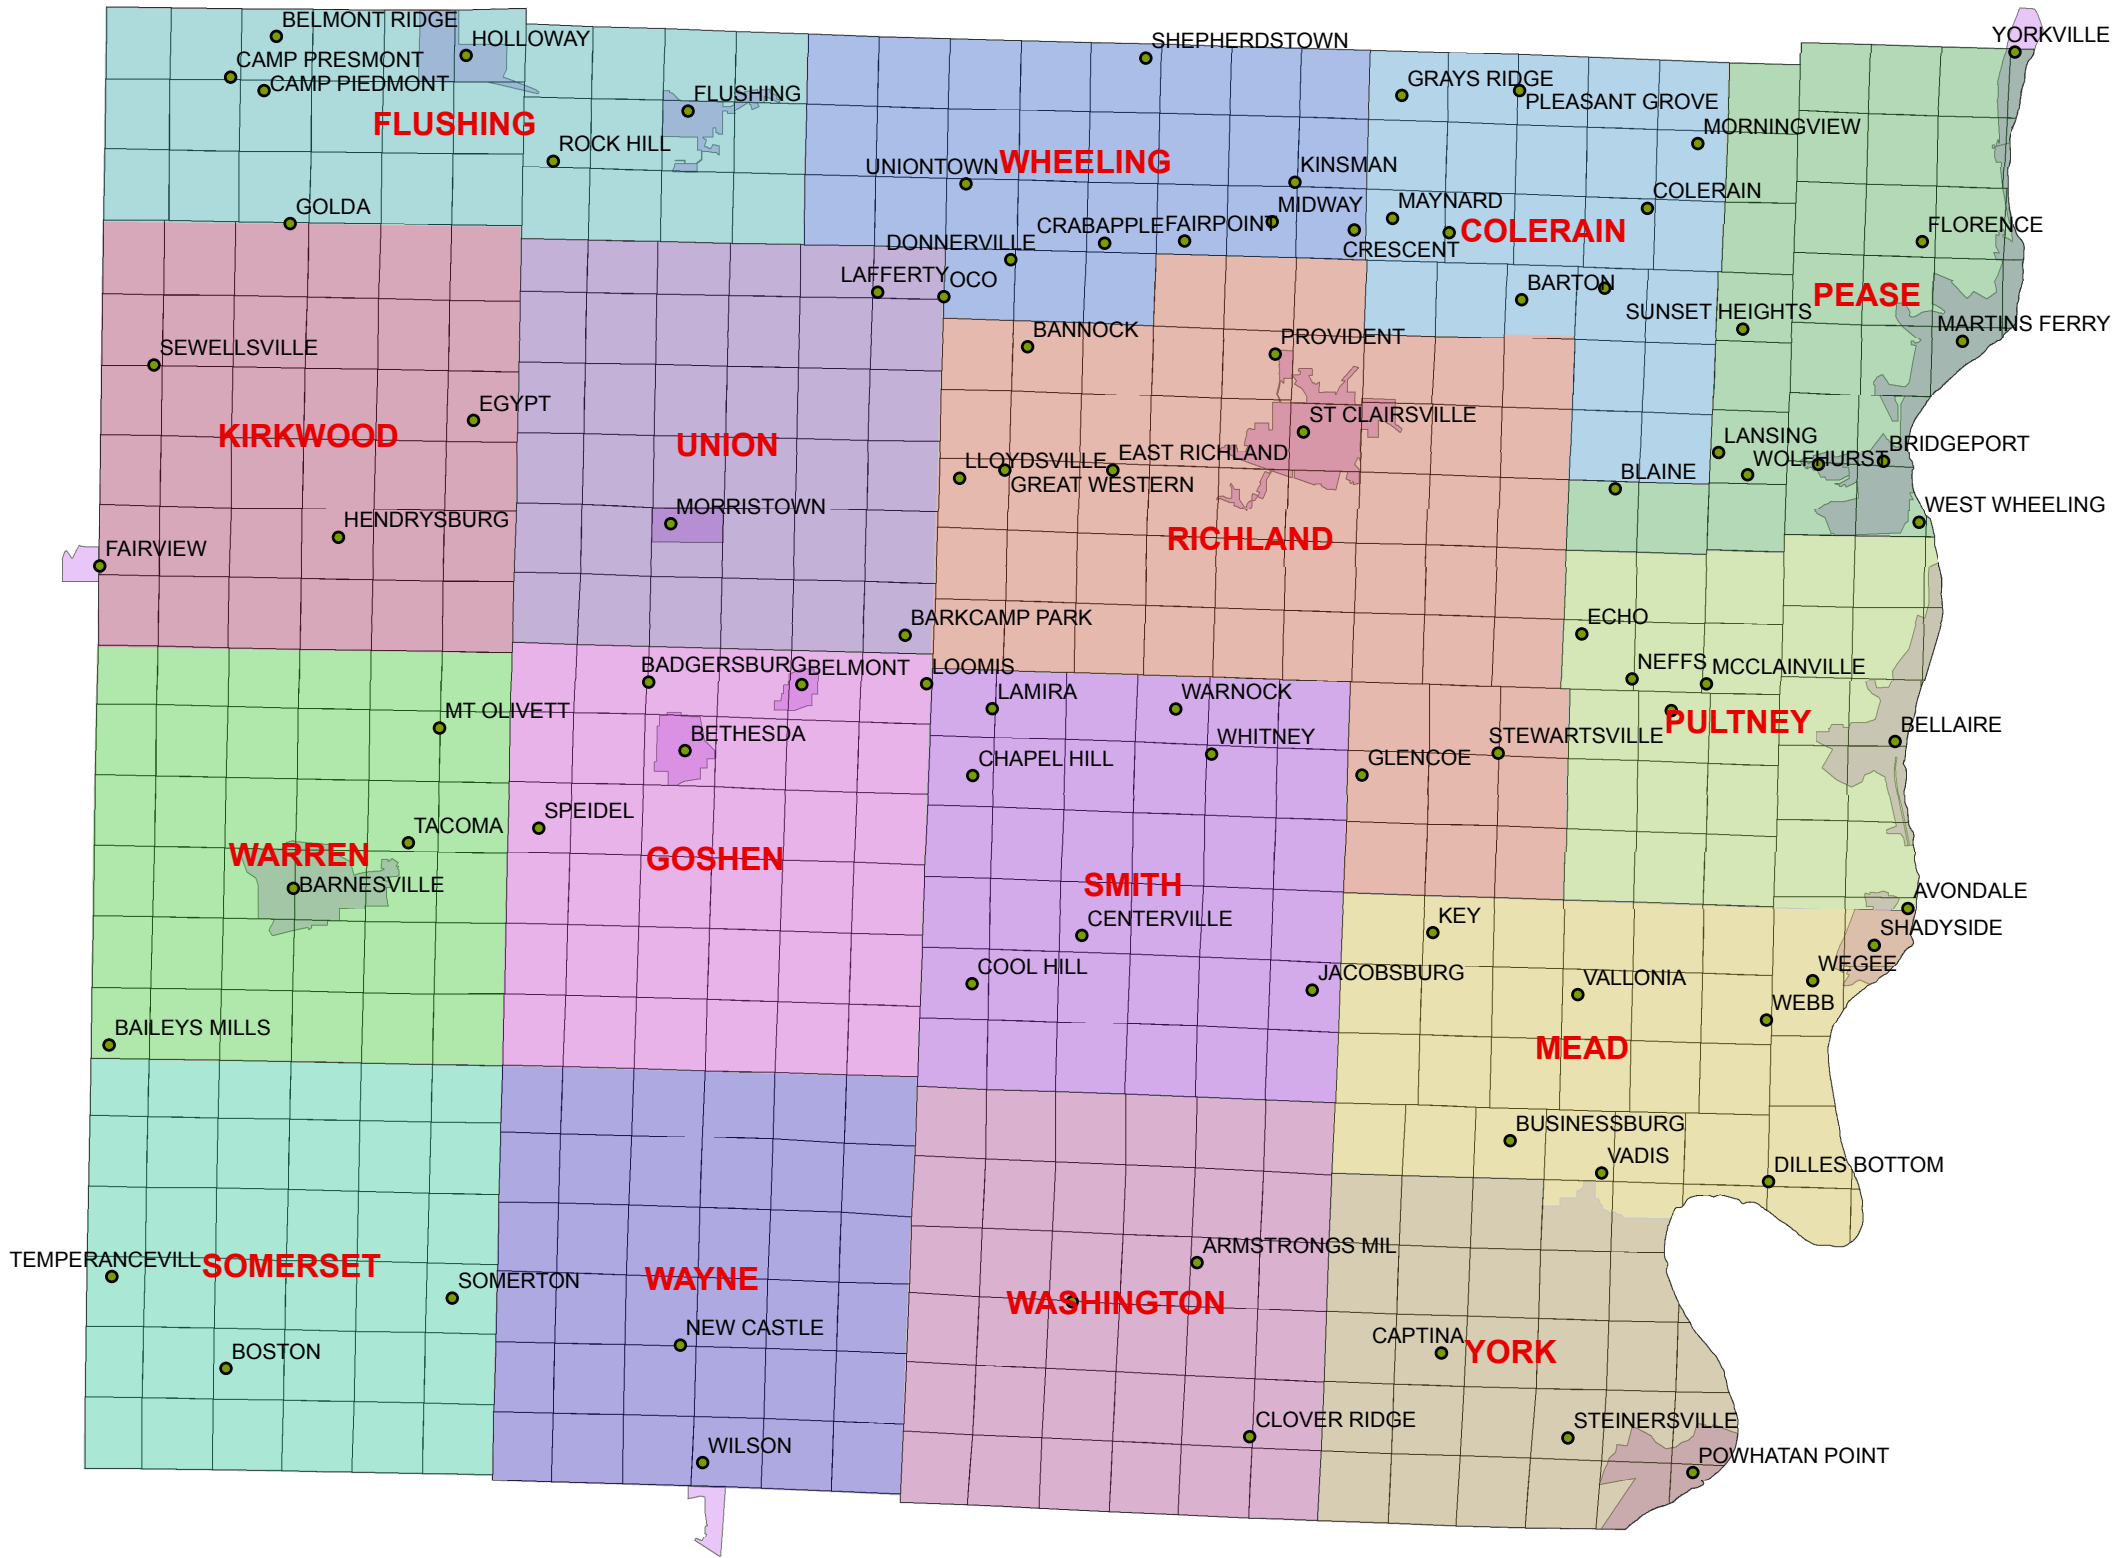 BELMONT RIDGE
HOLLOWAY
SHEPHERDSTOWN
YORKVILLE
CAMP PRESMONT
CAMP PIEDMONT
GRAYS RIDGE
PLEASANT GROVE
FLUSHING
FLUSHING
MORNINGVIEW
ROCK HILL
UNIONTOWN
WHEELING
KINSMAN
COLERAIN
GOLDA
MIDWAY
MAYNARD
CRABAPPLE
FAIRPOINT
COLERAIN
FLORENCE
DONNERVILLE
CRESCENT
LAFFERTY
OCO
BARTON
PEASE
SUNSET HEIGHTS
BANNOCK
PROVIDENT
MARTINS FERRY
SEWELLSVILLE
EGYPT
ST CLAIRSVILLE
KIRKWOOD
UNION
LANSING
BRIDGEPORT
LLOYDSVILLE
EAST RICHLAND
WOLFHURST
GREAT WESTERN
BLAINE
MORRISTOWN
WEST WHEELING
HENDRYSBURG
RICHLAND
FAIRVIEW
BARKCAMP PARK
ECHO
BADGERSBURG
BELMONT
LOOMIS
NEFFS
MCCLAINVILLE
LAMIRA
WARNOCK
MT OLIVETT
PULTNEY
BELLAIRE
BETHESDA
WHITNEY
STEWARTSVILLE
CHAPEL HILL
GLENCOE
SPEIDEL
TACOMA
WARREN
GOSHEN
BARNESVILLE
SMITH
AVONDALE
CENTERVILLE
KEY
SHADYSIDE
COOL HILL
JACOBSBURG
VALLONIA
WEGEE
WEBB
BAILEYS MILLS
MEAD
BUSINESSBURG
VADIS
DILLES BOTTOM
ARMSTRONGS MIL
TEMPERANCEVILL
SOMERSET
SOMERTON
WAYNE
WASHINGTON
NEW CASTLE
CAPTINA
YORK
BOSTON
CLOVER RIDGE
STEINERSVILLE
WILSON
POWHATAN POINT